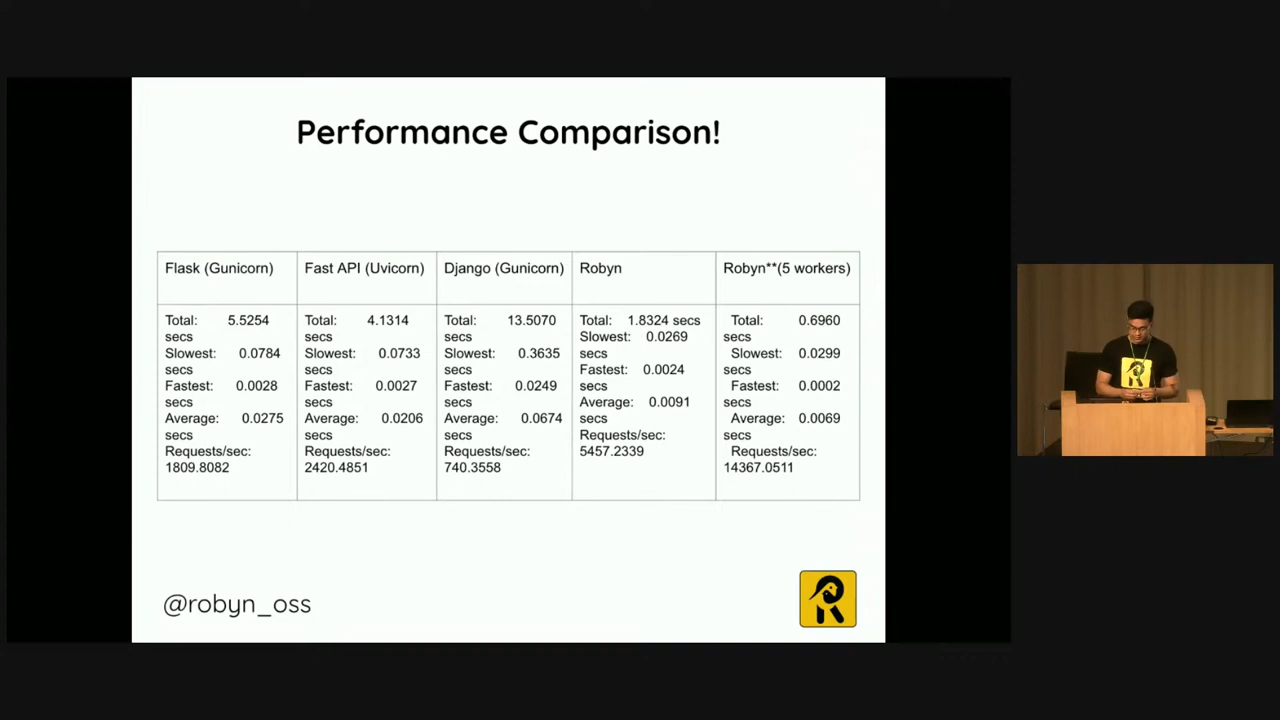 Performance Comparison!
Flask (Gunicorn)
Fast API (Uvicorn)
Django (Gunicorn)
Robyn
Robyn**(5 workers)
Total: 5.5254
secs
Slowest: 0.0784
secs
Fastest: 0.0028
secs
Average: 0.0275
secs
Requests/sec:
1809.8082
Total: 4.1314
secs
Slowest: 0.0733
secs
Fastest: 0.0027
secs
Average: 0.0206
secs
Requests/sec:
2420.4851
Total: 13.5070
secs
Slowest: 0.3635
secs
Fastest: 0.0249
secs
Average: 0.0674
secs
Requests/sec:
740.3558
Total: 1.8324 secs
Slowest: 0.0269
secs
Fastest: 0.0024
secs
Average: 0.0091
secs
Requests/sec:
5457.2339
Total: 0.6960
secs
Slowest: 0.0299
secs
Fastest: 0.0002
secs
Average: 0.0069
secs
Requests/sec:
14367.0511
@robyn_oss
R